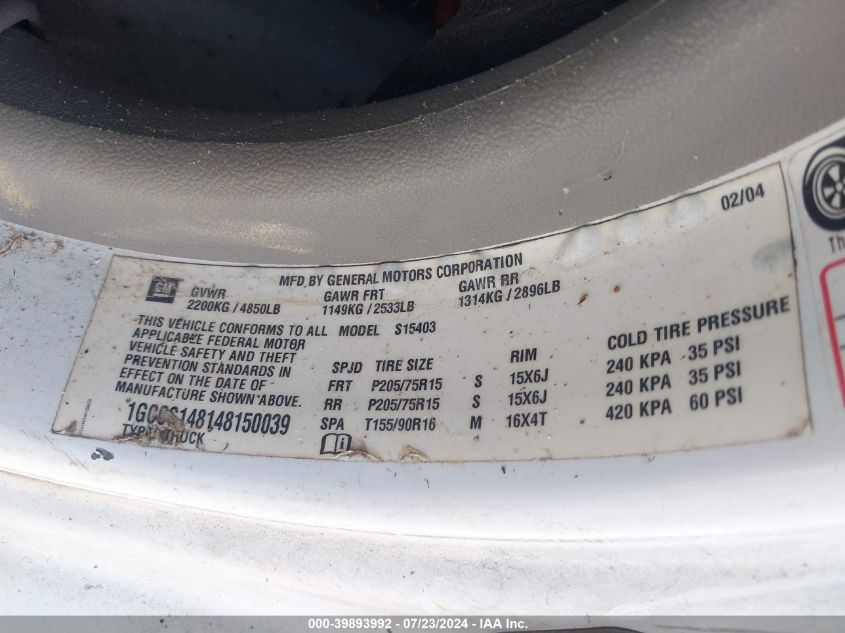 02/04
MFD BY GENERAL MOTORS CORPORATION
GM GVWR GAWR FRT GAWR RR
2200KG / 4850LB 1149KG / 2533LB 1314KG / 2896LB
THIS VEHICLE CONFORMS TO ALL MODEL S15403
APPLICABLE FEDERAL MOTOR
VEHICLE SAFETY AND THEFT
PREVENTION STANDARDS IN
EFFECT ON THE DATE OF
MANUFACTURE SHOWN ABOVE.
1GCCS148148150039
TYPE: TRUCK
SPJD TIRE SIZE RIM COLD TIRE PRESSURE
FRT P205/75R15 S 15X6J 240 KPA 35 PSI
RR P205/75R15 S 15X6J 240 KPA 35 PSI
SPA T155/90R16 M 16X4T 420 KPA 60 PSI
Th
000-39893992 - 07/23/2024 - IAA Inc.